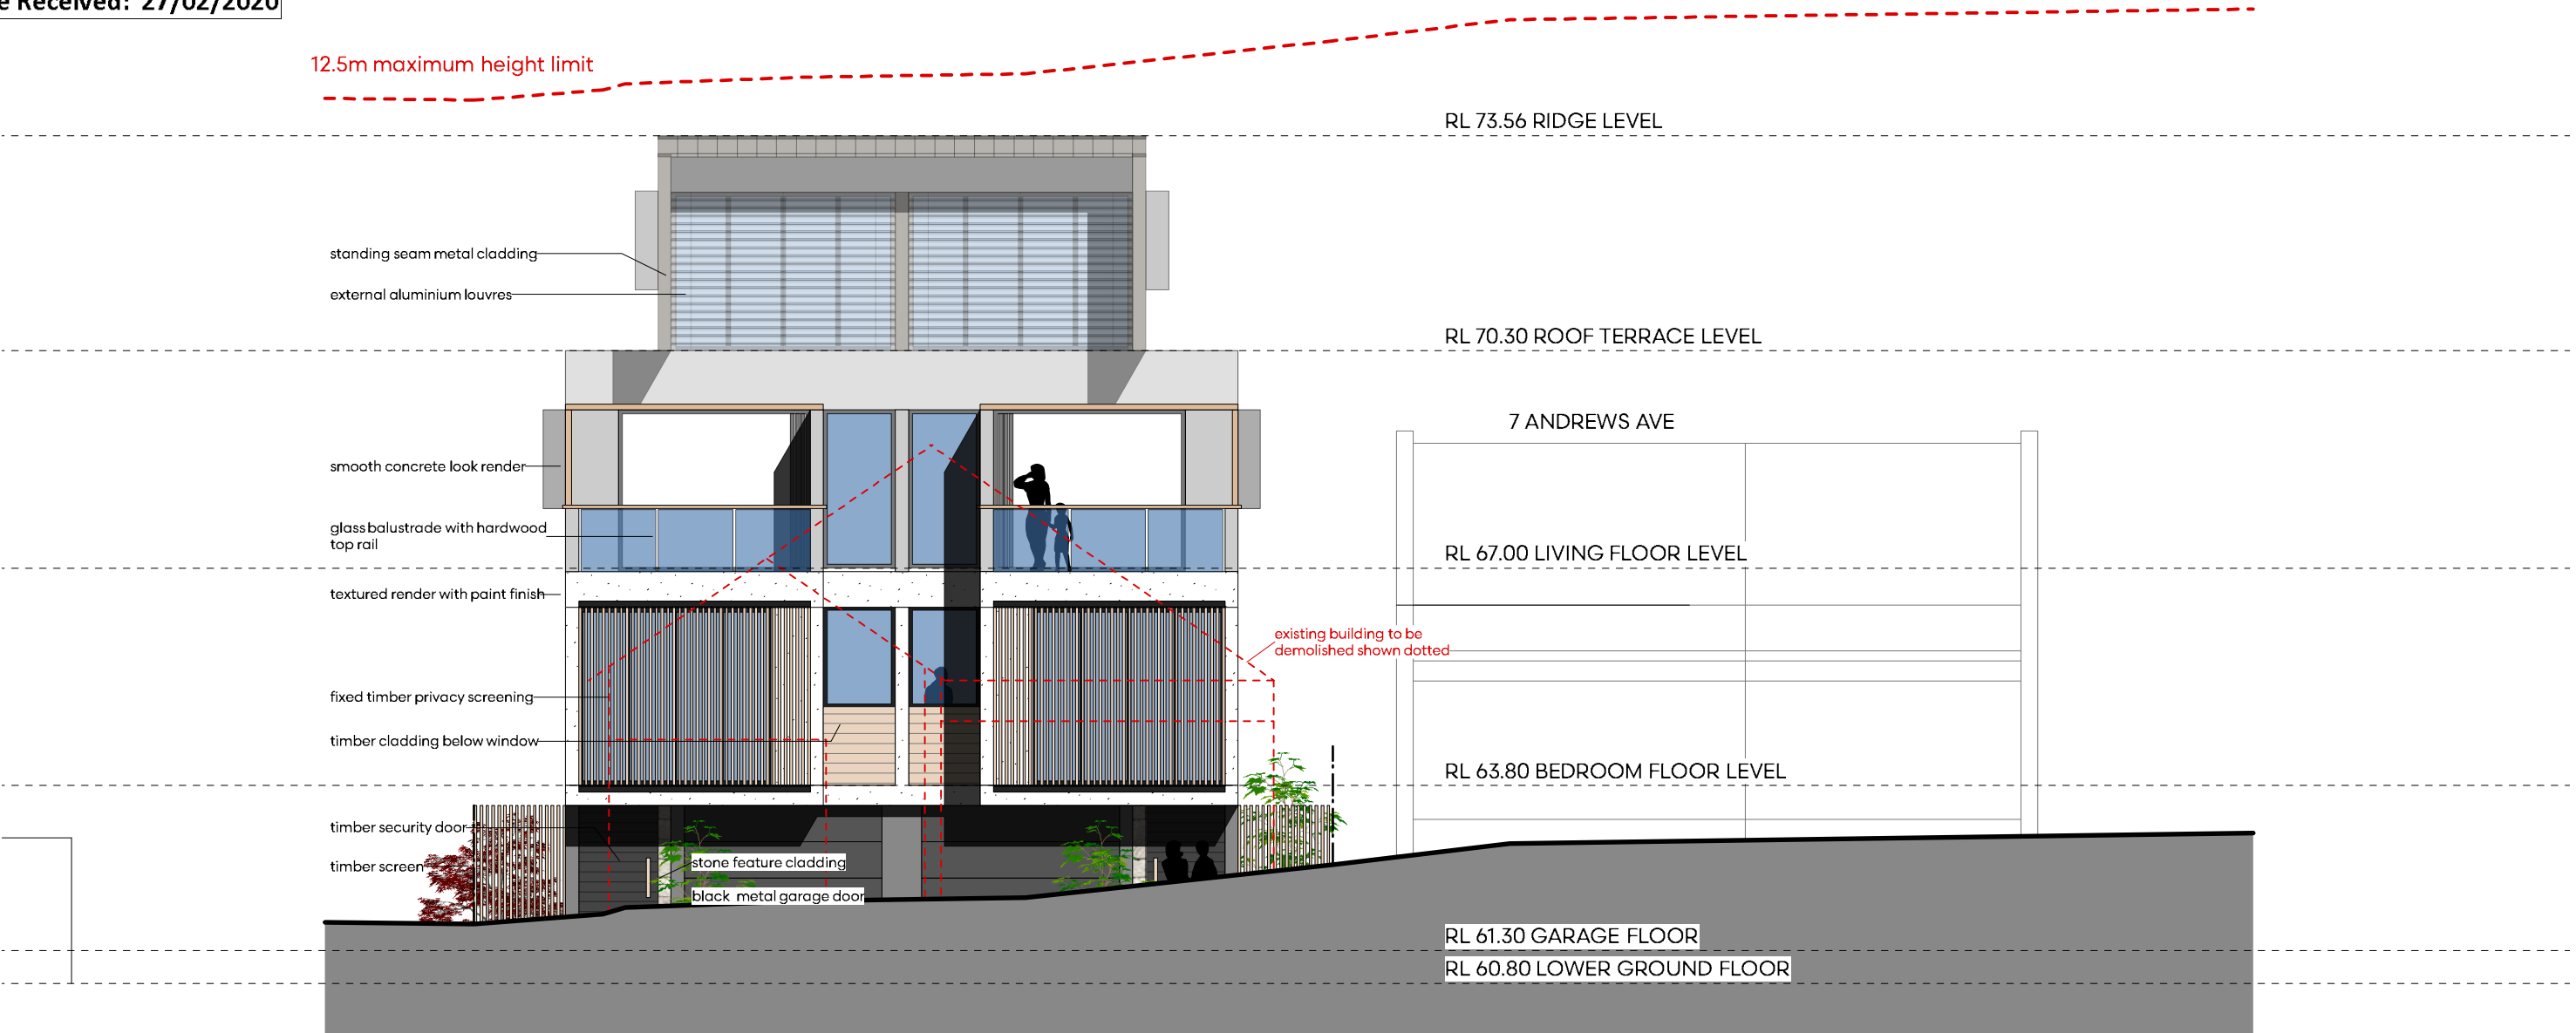 e Received: 27/02/2020
12.5m maximum height limit
RL 73.56 RIDGE LEVEL
standing seam metal cladding
external aluminium louvres
RL 70.30 ROOF TERRACE LEVEL
7 ANDREWS AVE
smooth concrete look render
glass balustrade with hardwood
top rail
RL 67.00 LIVING FLOOR LEVEL
textured render with paint finish
existing building to be
demolished shown dotted
fixed timber privacy screening
timber cladding below window
RL 63.80 BEDROOM FLOOR LEVEL
timber security door
stone feature cladding
timber screen
black metal garage door
RL 61.30 GARAGE FLOOR
RL 60.80 LOWER GROUND FLOOR